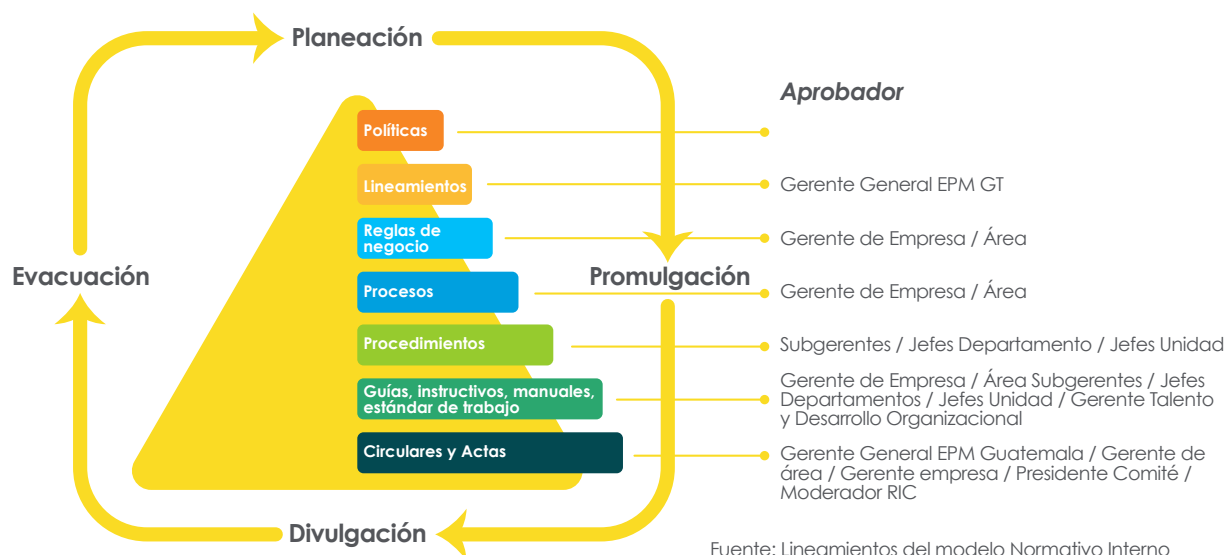 Planeación
Aprobador
Políticas
Lineamientos
Gerente General EPM GT
Reglas de
negocio
Gerente de Empresa / Área
Evacuación
Promulgación
Procesos
Gerente de Empresa / Área
Procedimientos
Subgerentes / Jefes Departamento / Jefes Unidad
Guías, instructivos, manuales,
estándar de trabajo
Gerente de Empresa / Área Subgerentes / Jefes
Departamentos / Jefes Unidad / Gerente Talento
y Desarrollo Organizacional
Circulares y Actas
Gerente General EPM Guatemala / Gerente de
área / Gerente empresa / Presidente Comité /
Moderador RIC
Divulgación
Fuente: Lineamientos del modelo Normativo Interno